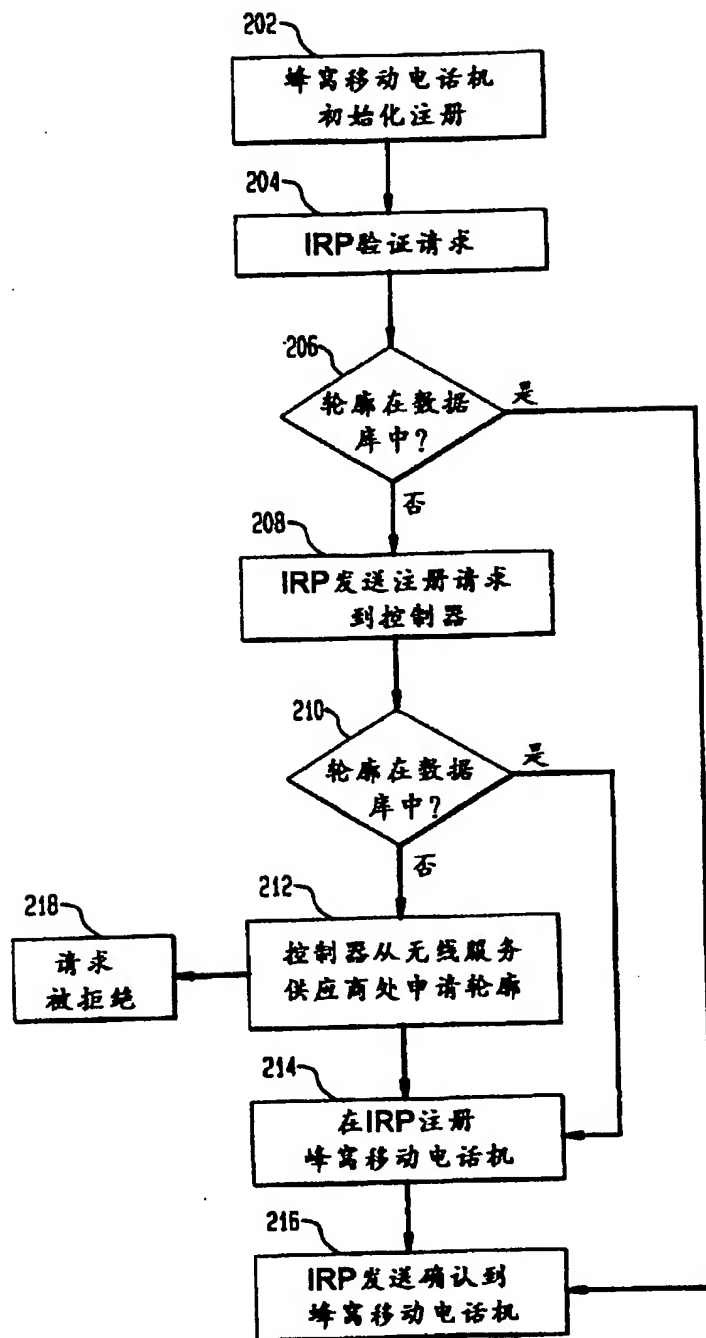 202
蜂窝移动电话机
初始化注册
204
IRP验证请求
206
轮廓在数据
库中?
是
否
208
IRP发送注册请求
到控制器
210
轮廓在数据
库中?
是
否
218
请求
被拒绝
212
控制器从无线服务
供应商处申请轮廓
214
在IRP注册
蜂窝移动电话机
216
IRP发送确认到
蜂窝移动电话机